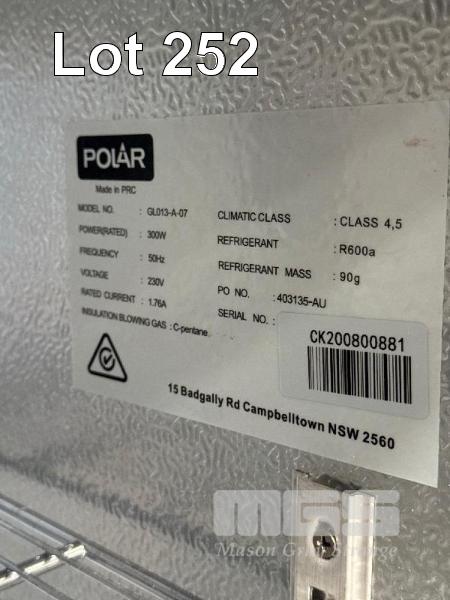 Lot 252
POLAR
Made in PRC
MODEL NO. : GL013-A-07
POWER(RATED) : 300W
FREQUENCY : 50Hz
VOLTAGE : 230V
RATED CURRENT : 1.76A
INSULATION BLOWING GAS : C-pentane
CLIMATIC CLASS : CLASS 4,5
REFRIGERANT : R600a
REFRIGERANT MASS : 90g
PO NO. : 403135-AU
SERIAL NO. :
CK200800881
15 Badgally Rd Campbelltown NSW 2560
MGS
Mason Gray Strange